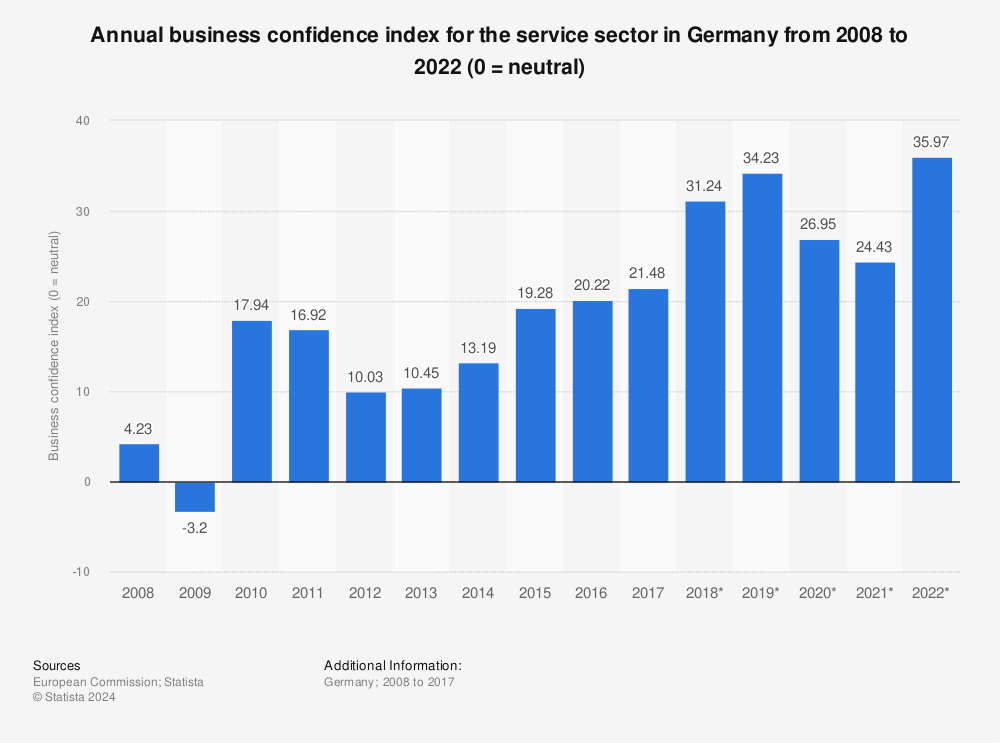 Annual business confidence index for the service sector in Germany from 2008 to
2022 (0 = neutral)
Business confidence index (0 = neutral)
40
30
20
10
0
-10
4.23
-3.2
17.94
16.92
10.03
10.45
13.19
19.28
20.22
21.48
31.24
34.23
26.95
24.43
35.97
2008 2009 2010 2011 2012 2013 2014 2015 2016 2017 2018* 2019* 2020* 2021* 2022*
Sources
European Commission; Statista
© Statista 2024
Additional Information:
Germany; 2008 to 2017